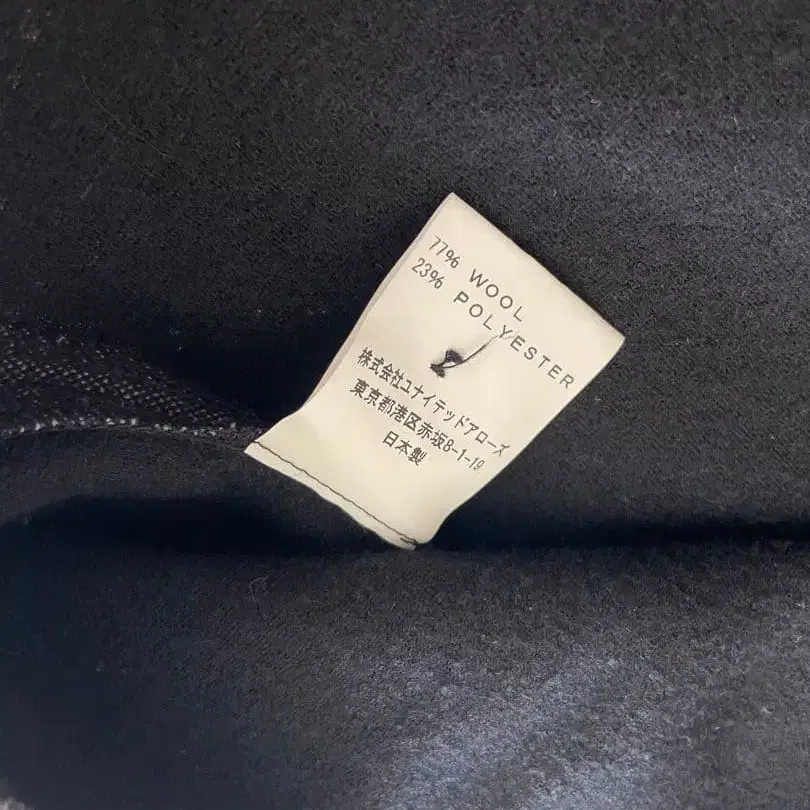 77% WOOL
23% POLYESTER
株式会社ユナイテッドアローズ
東京都港区赤坂8-1-19
日本製